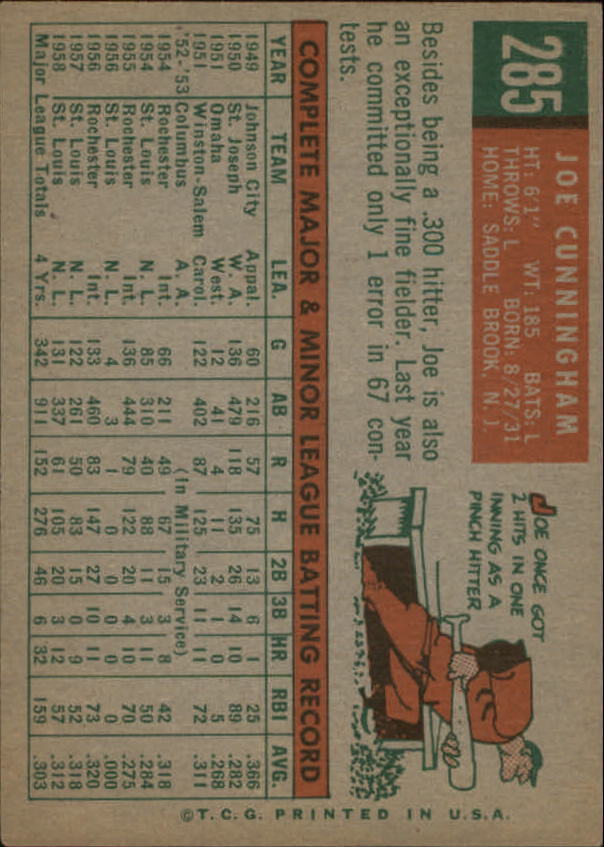 285
JOE CUNNINGHAM
HT: 6'1" WT: 185 BATS: L
THROWS: L BORN: 8/27/31
HOME: SADDLE BROOK, N. J.
Besides being a .300 hitter, Joe is also
an exceptionally fine fielder. Last year
he committed only 1 error in 67 con-
tests.
JOE ONCE GOT
2 HITS IN ONE
INNING AS A
PINCH HITTER
COMPLETE MAJOR & MINOR LEAGUE BATTING RECORD
YEAR TEAM LEA. G AB R H 2B 3B HR RBI AVG.
1949 Johnson City Appal. 60 216 57 75 13 6 1 25 .366
1950 St. Joseph W. A. 136 479 118 135 26 14 10 89 .282
1951 Omaha West. 12 41 4 11 2 1 0 5 .268
1951 Winston-Salem Carol. 122 402 87 125 23 11 11 72 .311
'52-'53 Columbus A. A. (In Military Service)
1954 Rochester Int. 66 211 49 67 15 3 8 42 .318
1954 St. Louis N. L. 85 310 40 88 11 3 11 50 .284
1955 Rochester Int. 136 444 79 122 20 4 10 70 .275
1956 St. Louis N. L. 4 3 1 0 0 0 0 0 .000
1956 Rochester Int. 133 460 83 147 27 10 11 73 .320
1957 St. Louis N. L. 122 261 50 83 15 0 9 52 .318
1958 St. Louis N. L. 131 337 61 105 20 3 12 57 .312
Major League Totals 4 Yrs. 342 911 152 276 46 6 32 159 .303
©T.C.G. PRINTED IN U.S.A.